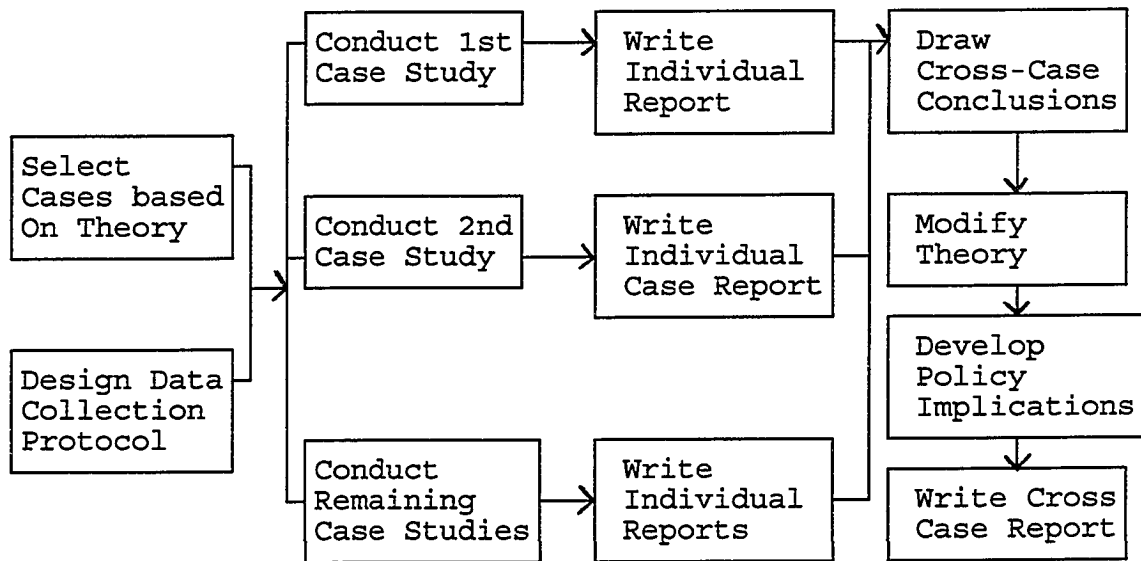 Select
Cases based
On Theory
Design Data
Collection
Protocol
Conduct 1st
Case Study
Write
Individual
Report
Conduct 2nd
Case Study
Write
Individual
Case Report
Conduct
Remaining
Case Studies
Write
Individual
Reports
Draw
Cross-Case
Conclusions
Modify
Theory
Develop
Policy
Implications
Write Cross
Case Report